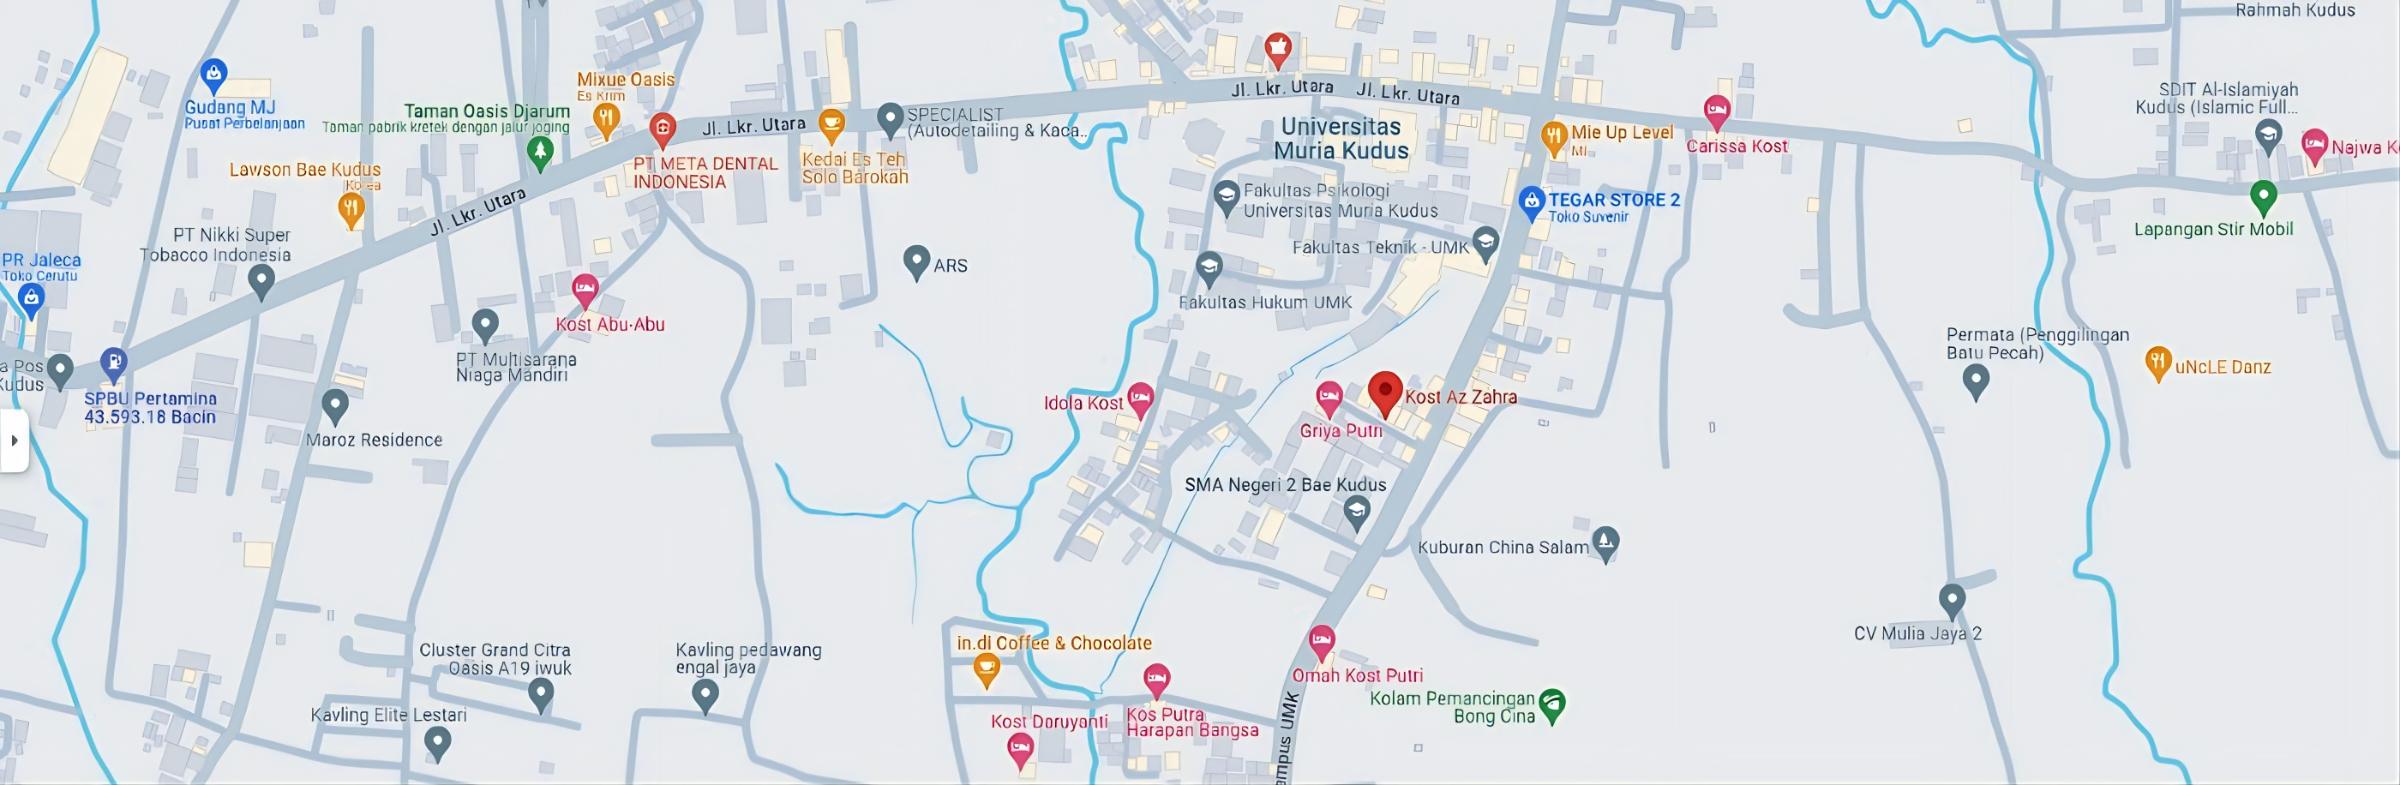 Rahmah Kudus
Gudang MJ
Pusat Perbelanjaan
Mixue Oasis
Es Krim
Taman Oasis Djarum
Taman pabrik kretek dengan jalur joging
Lawson Bae Kudus
Korea
PT META DENTAL
INDONESIA
Jl. Lkr. Utara
Kedai Es Teh
Solo Barokah
SPECIALIST
(Autodetailing & Kaca...
Jl. Lkr. Utara
Jl. Lkr. Utara
Universitas
Muria Kudus
Mie Up Level
MI
Carissa Kost
SDIT Al-Islamiyah
Kudus (Islamic Full...
Najwa K
Lapangan Stir Mobil
TEGAR STORE 2
Toko Suvenir
Fakultas Psikologi
Universitas Muria Kudus
Fakultas Teknik - UMK
Fakultas Hukum UMK
Jl. Lkr. Utara
PT Nikki Super
Tobacco Indonesia
PR Jaleca
Toko Cerutu
ARS
Kost Abu-Abu
PT Multisarana
Niaga Mandiri
a Pos
Kudus
SPBU Pertamina
43.593.18 Bacin
Maroz Residence
Permata (Penggilingan
Batu Pecah)
uNcLE Danz
Idola Kost
Griya Putri
Kost Az Zahra
SMA Negeri 2 Bae Kudus
Kuburan China Salam
CV Mulia Jaya 2
Cluster Grand Citra
Oasis A19 iwuk
Kavling pedawang
engal jaya
in.di Coffee & Chocolate
Omah Kost Putri
Kolam Pemancingan
Bong Cina
Kavling Elite Lestari
Kost Daruyanti
Kos Putra
Harapan Bangsa
ampus UMK